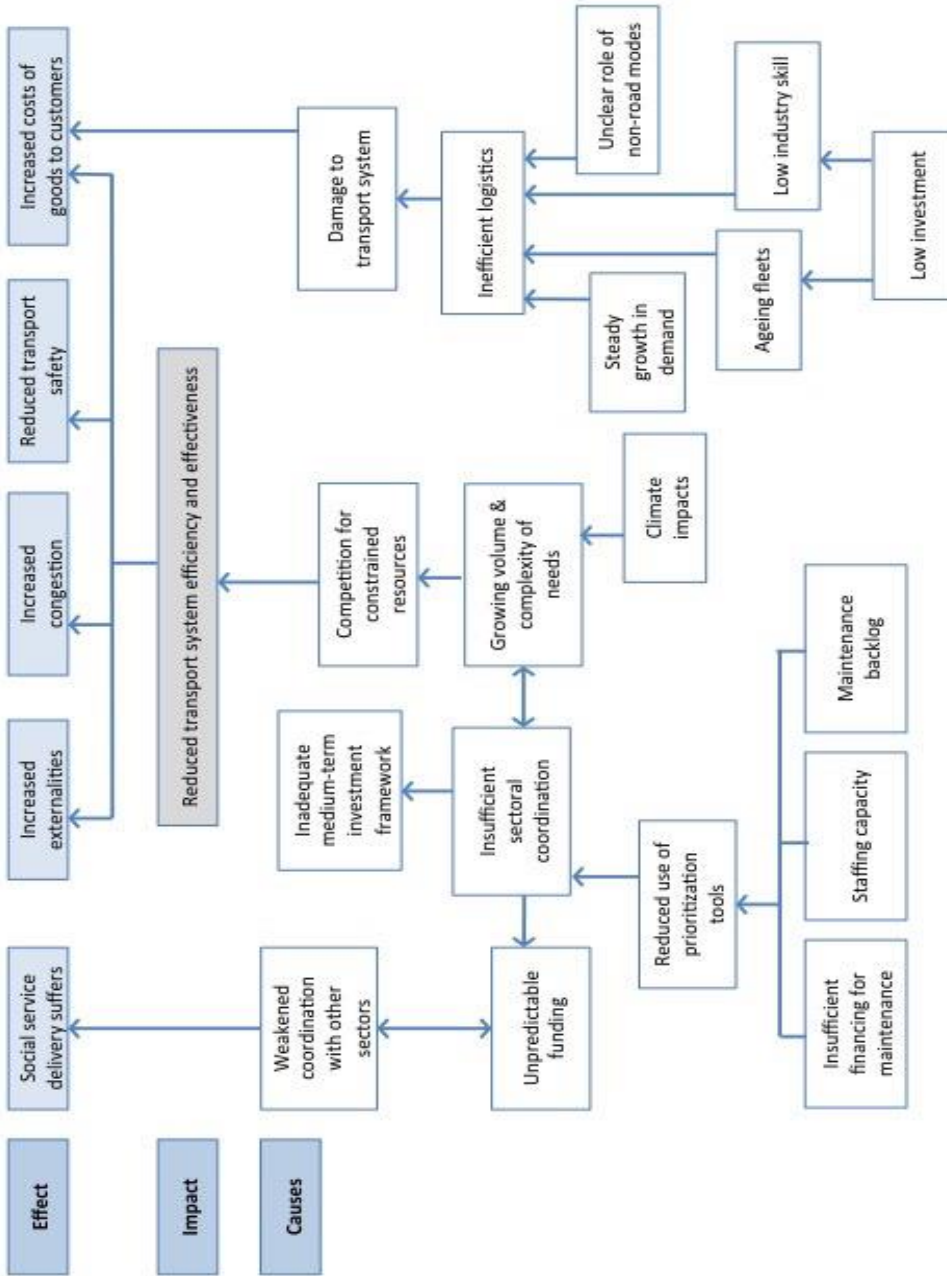 Effect
Social service
delivery suffers
Increased
externalities
Increased
congestion
Reduced transport
safety
Increased costs of
goods to customers
Impact
Reduced transport system efficiency and effectiveness
Causes
Weakened
coordination
with other
sectors
Inadequate
medium-term
investment
framework
Competition for
constrained
resources
Damage to
transport system
Unpredictable
funding
Insufficient
sectoral
coordination
Growing volume &
complexity of
needs
Inefficient logistics
Reduced use of
prioritization
tools
Climate
impacts
Steady
growth in
demand
Unclear role of
non-road modes
Ageing fleets
Low industry skill
Insufficient
financing for
maintenance
Staffing capacity
Maintenance
backlog
Low investment